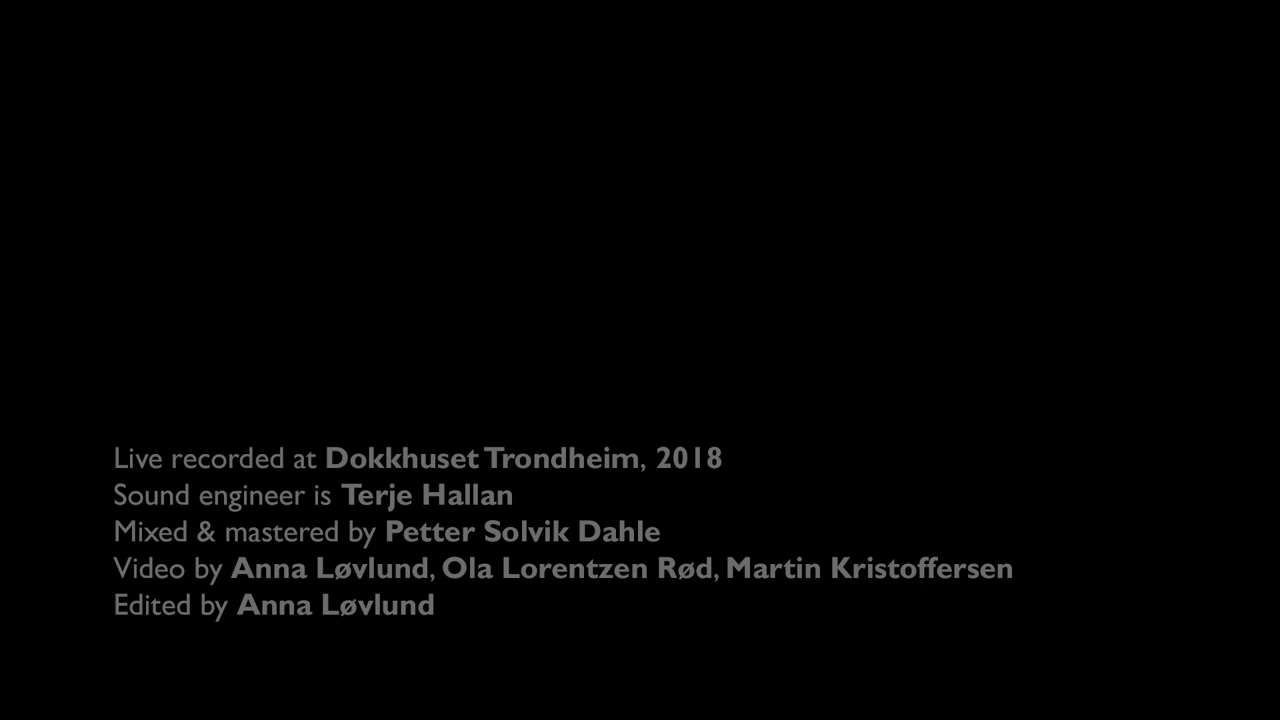 Live recorded at Dokkhuset Trondheim, 2018
Sound engineer is Terje Hallan
Mixed & mastered by Petter Solvik Dahle
Video by Anna Løvlund, Ola Lorentzen Rød, Martin Kristoffersen
Edited by Anna Løvlund